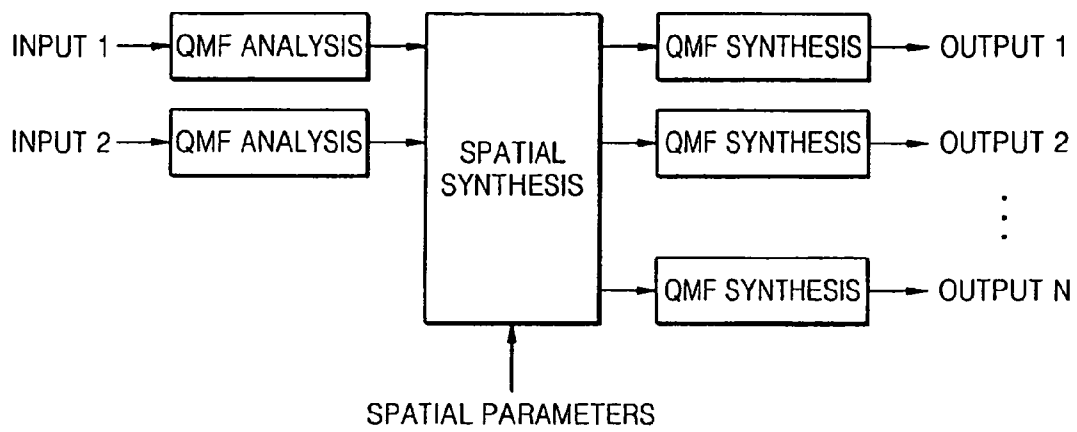 INPUT 1
QMF ANALYSIS
QMF SYNTHESIS
OUTPUT 1
INPUT 2
QMF ANALYSIS
SPATIAL
SYNTHESIS
QMF SYNTHESIS
OUTPUT 2
QMF SYNTHESIS
OUTPUT N
SPATIAL PARAMETERS